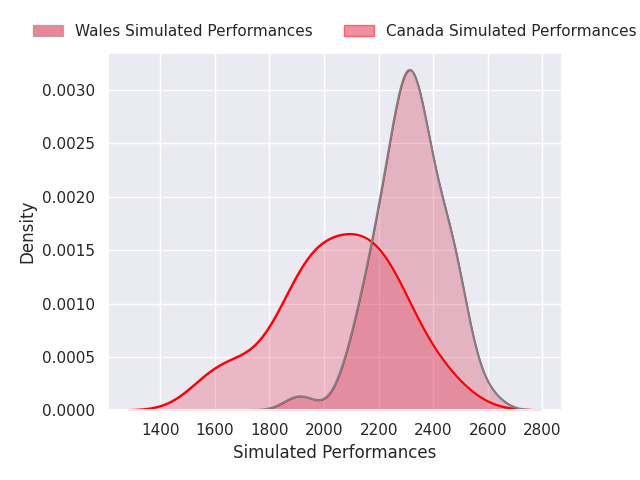 Wales Simulated Performances Canada Simulated Performances
0.0030
0.0025
0.0020
0.0015
0.0010
0.0005
0.0000
Density
1400 1600 1800 2000 2200 2400 2600 2800
Simulated Performances